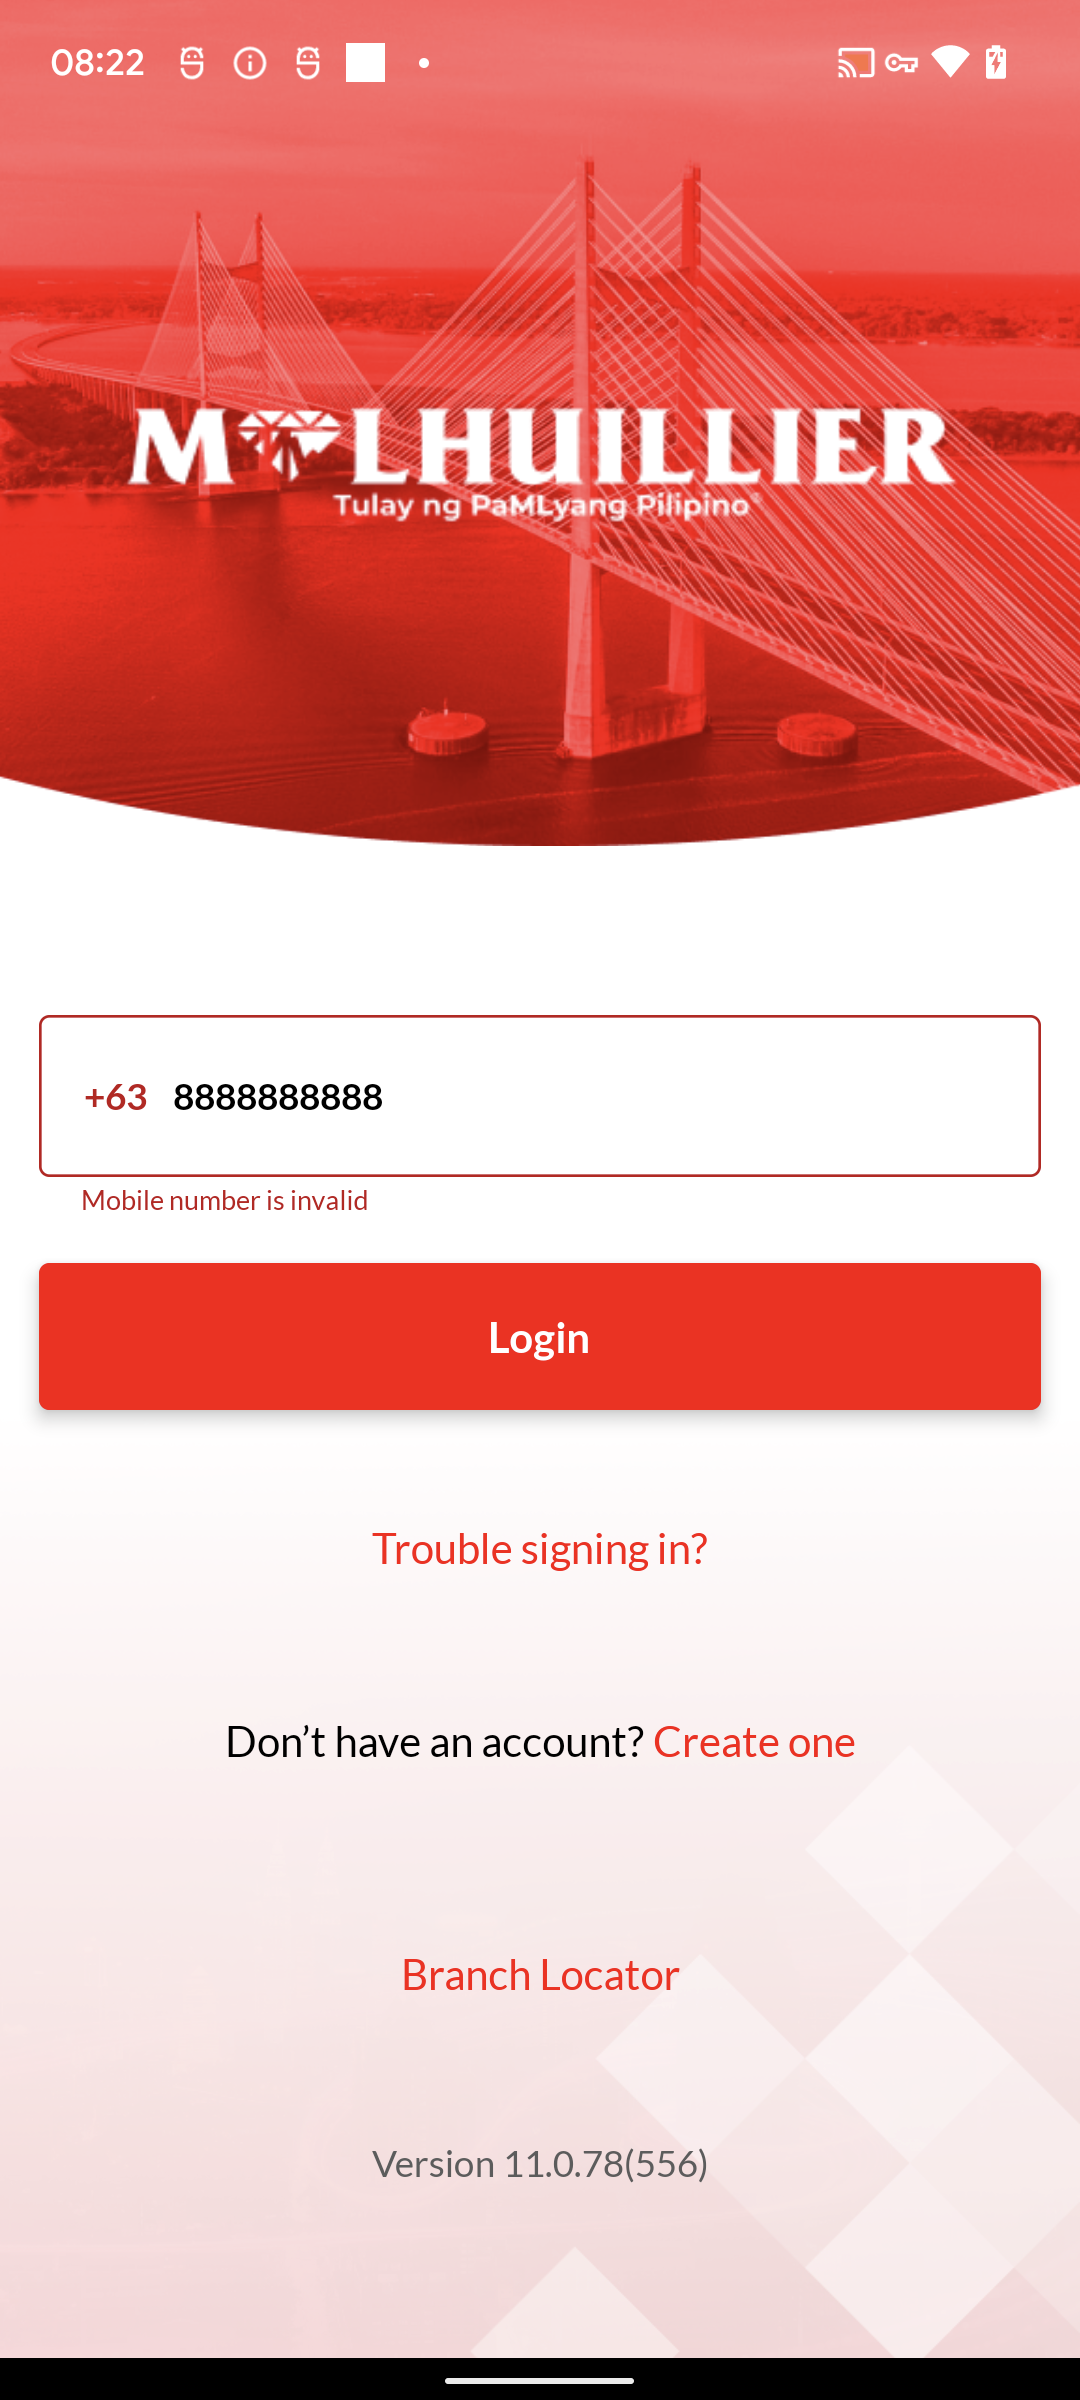 08:22
M LHUILLIER
Tulay ng PaMLyang Pilipino
+63 8888888888
Mobile number is invalid
Login
Trouble signing in?
Don’t have an account? Create one
Branch Locator
Version 11.0.78(556)